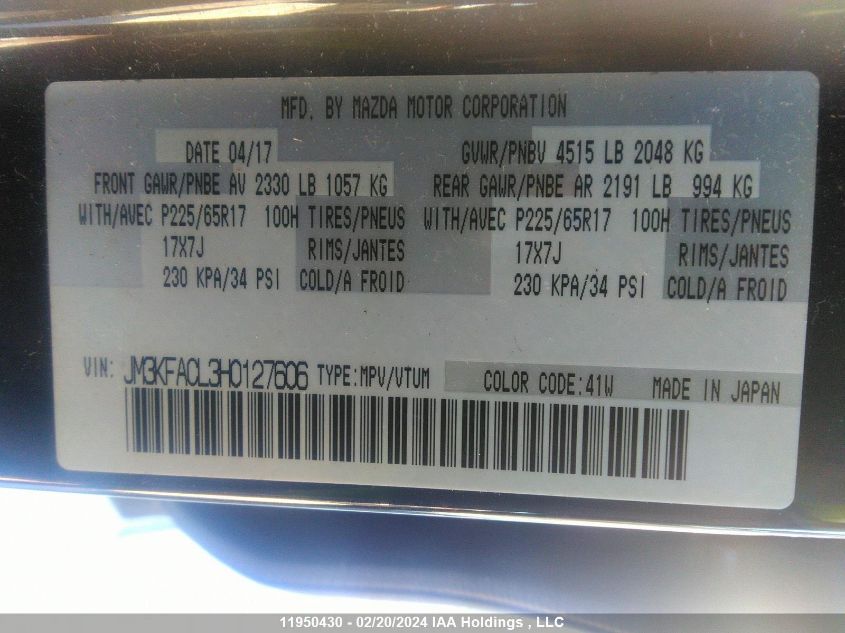 MFD. BY MAZDA MOTOR CORPORATION
DATE 04/17 GVWR/PNBV 4515 LB 2048 KG
FRONT GAWR/PNBE AV 2330 LB 1057 KG REAR GAWR/PNBE AR 2191 LB 994 KG
WITH/AVEC P225/65R17 100H TIRES/PNEUS WITH/AVEC P225/65R17 100H TIRES/PNEUS
17X7J RIMS/JANTES 17X7J RIMS/JANTES
230 KPA/34 PSI COLD/A FROID 230 KPA/34 PSI COLD/A FROID
VIN: JM3KFACL3H0127606 TYPE:MPV/VTUM COLOR CODE:41W MADE IN JAPAN
11950430 - 02/20/2024 IAA Holdings , LLC